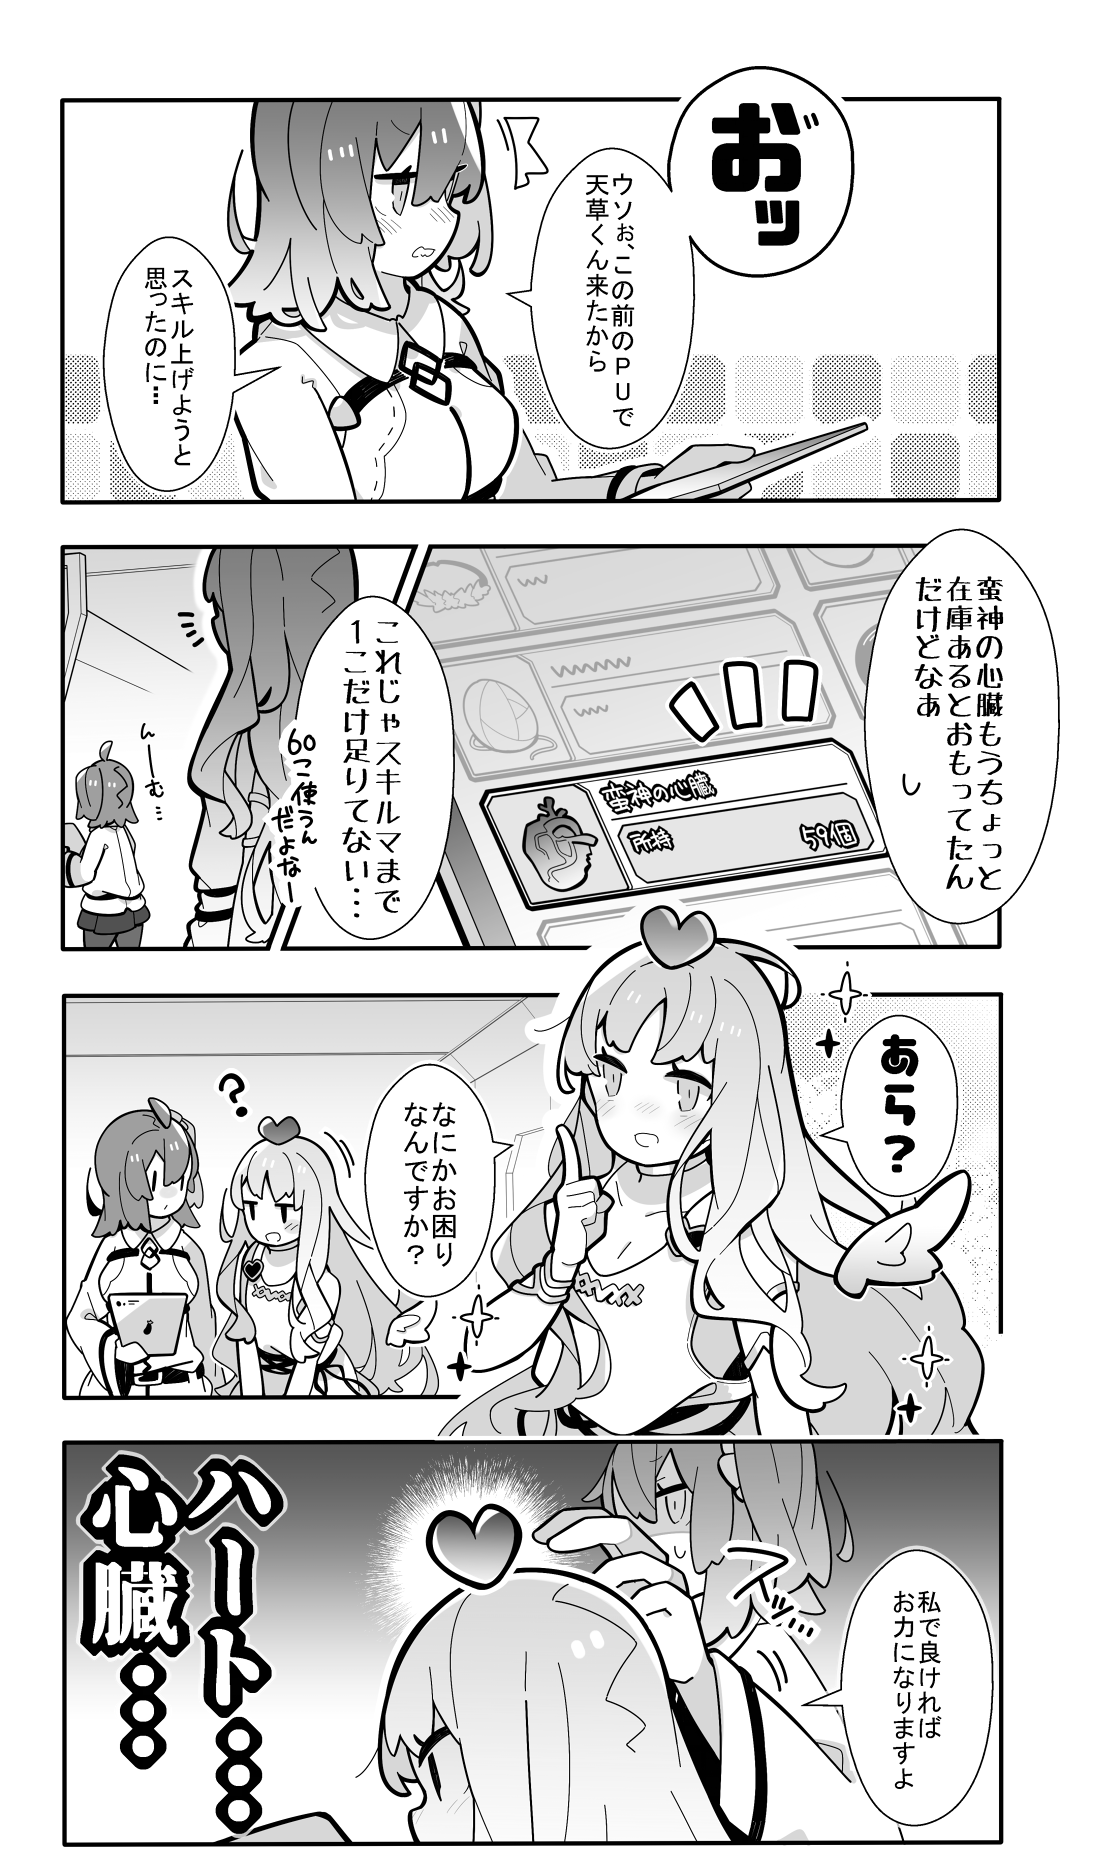 お゛ッ
ウソぉ、この前のPUで
天草くん来たから
スキル上げようと
思ったのに…
蛮神の心臓もうちょっと
在庫あるとおもってたん
だけどなぁ
蛮神の心臓
所持 59個
これじゃスキルマまで
1こだけ足りてない…
60こ使うん
だよなー
んーむ…
あら？
なにかお困り
なんですか？
?
私で良ければ
お力になりますよ
スッ…
ハート…
心臓…